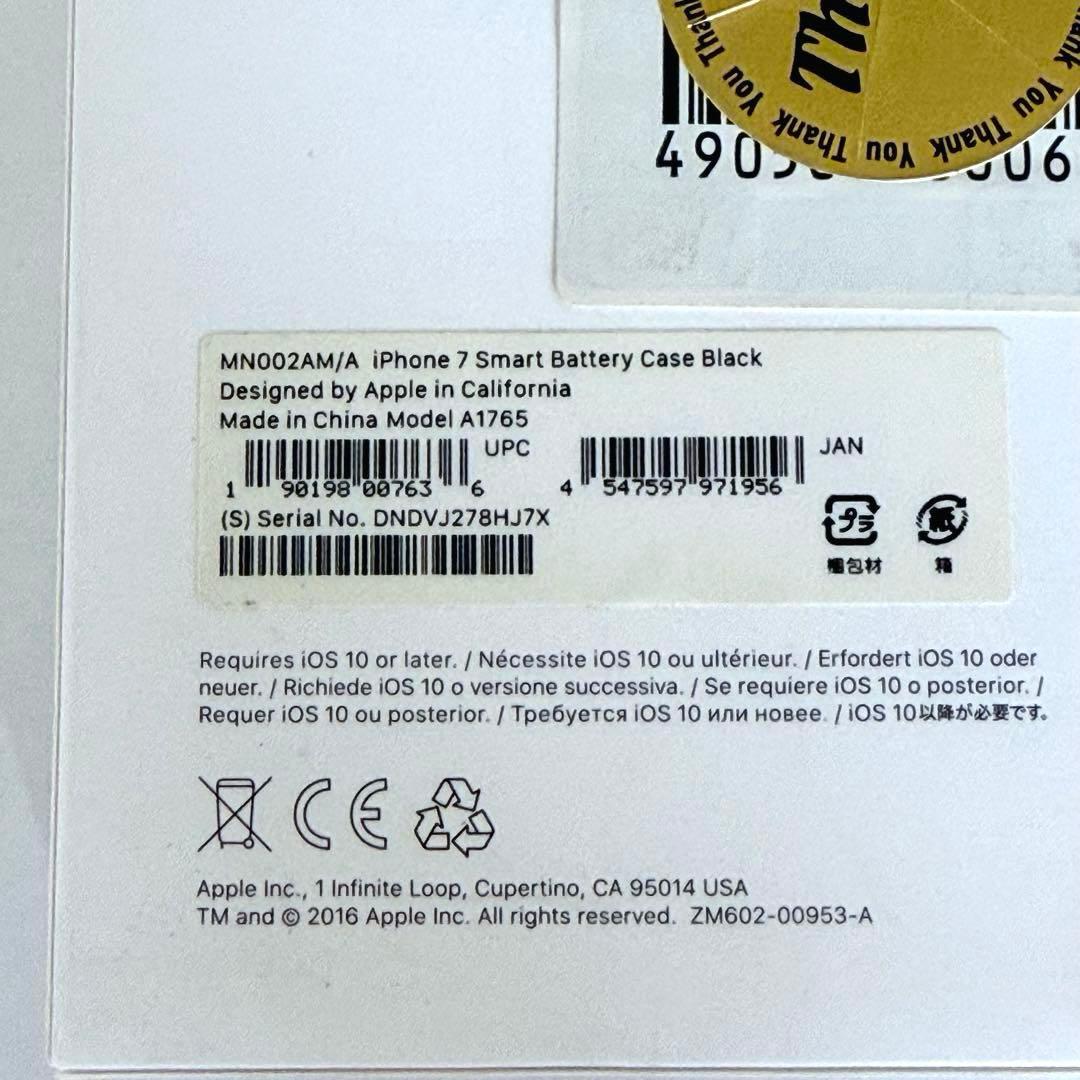 Th
Thank You Thank You Thank You
MN002AM/A iPhone 7 Smart Battery Case Black
Designed by Apple in California
Made in China Model A1765
UPC JAN
1 90198 00763 6 4 547597 971956
(S) Serial No. DNDVJ278HJ7X
プラ 紙
梱包材 箱
Requires iOS 10 or later. / Nécessite iOS 10 ou ultérieur. / Erfordert iOS 10 oder
neuer. / Richiede iOS 10 o versione successiva. / Se requiere iOS 10 o posterior. /
Requer iOS 10 ou posterior. / Требуется iOS 10 или новее. / iOS 10以降が必要です。
CE
Apple Inc., 1 Infinite Loop, Cupertino, CA 95014 USA
TM and © 2016 Apple Inc. All rights reserved. ZM602-00953-A